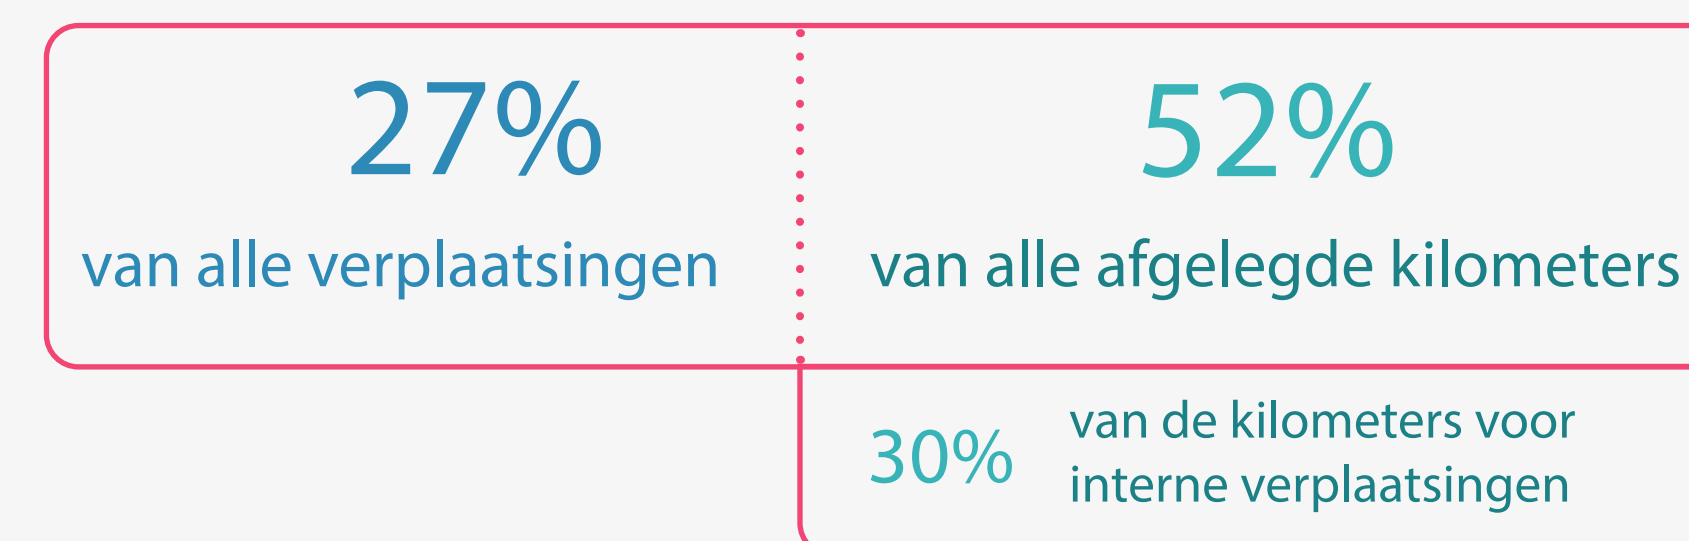 27%
van alle verplaatsingen
52%
van alle afgelegde kilometers
30%
van de kilometers voor
interne verplaatsingen